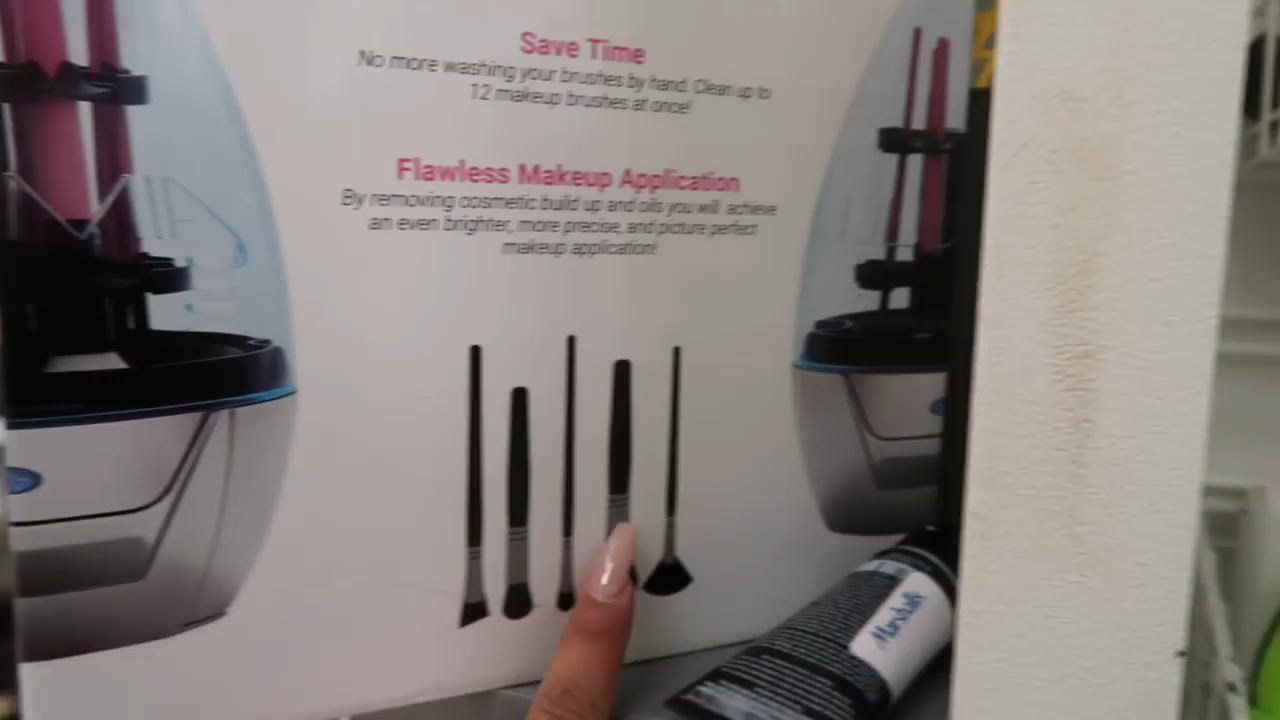 Save Time
No more washing your brushes by hand. Clean up to
12 makeup brushes at once!
Flawless Makeup Application
By removing cosmetic build up and oils you will achieve
an even brighter, more precise, and picture perfect
makeup application!
Marshalls